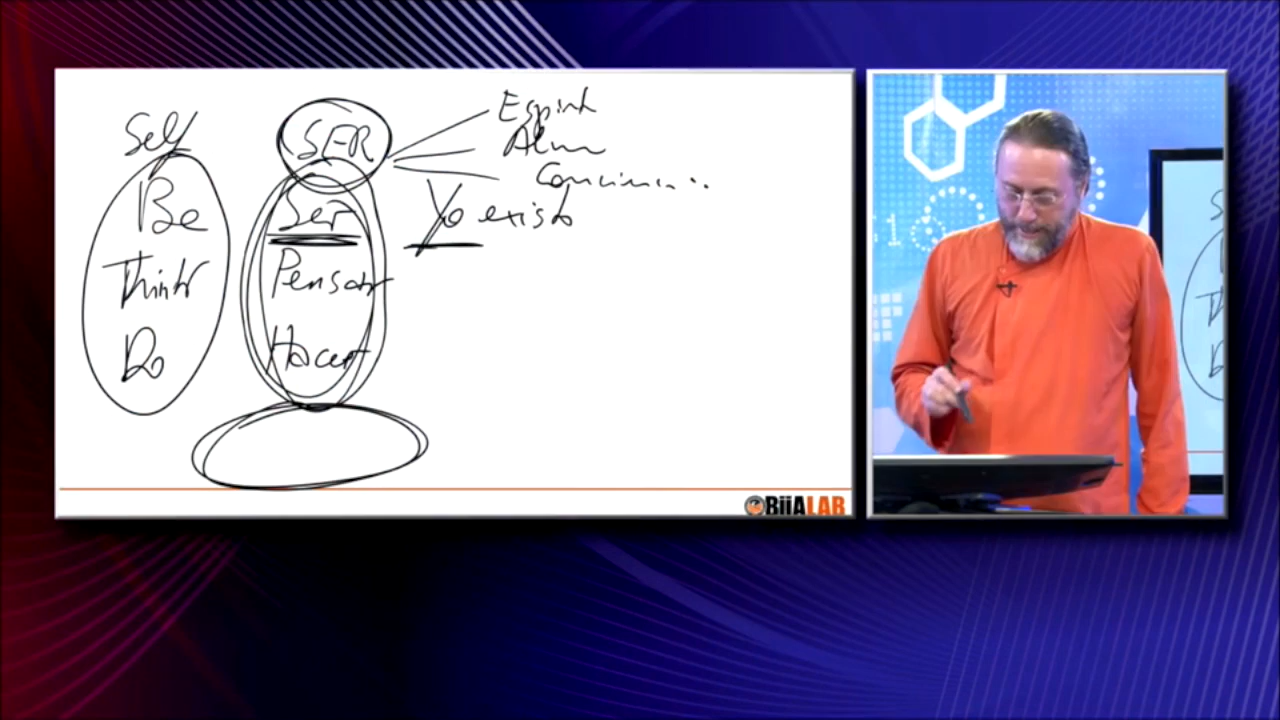 Self
Be
Think
Do
SER
Ser
Pensar
Hacer
Espirit
Alma
Yo existo
BiiALAB